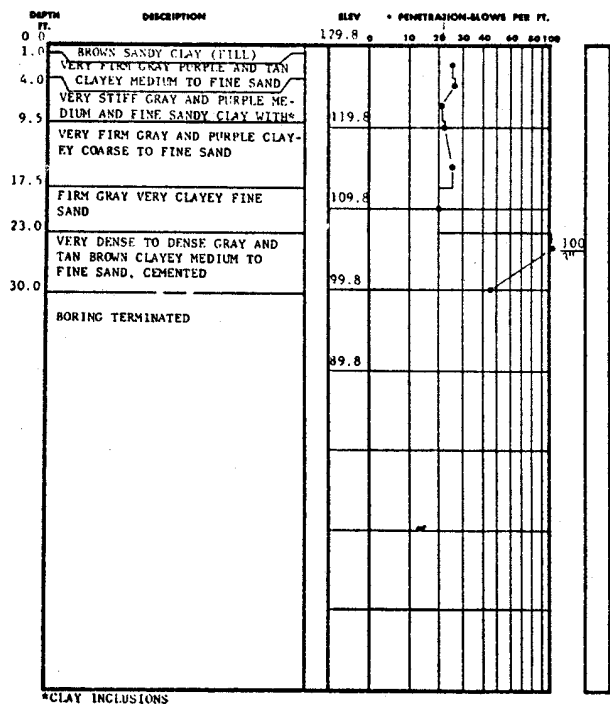 DEPTH FT. DESCRIPTION ELEV • PENETRATION-BLOWS PER FT.
0 0 129.8 0 10 20 30 40 60 80 100
1.0 BROWN SANDY CLAY (FILL)
VERY FIRM GRAY PURPLE AND TAN
4.0 CLAYEY MEDIUM TO FINE SAND
VERY STIFF GRAY AND PURPLE ME-
DIUM AND FINE SANDY CLAY WITH*
9.5 119.8
VERY FIRM GRAY AND PURPLE CLAY-
EY COARSE TO FINE SAND
17.5
FIRM GRAY VERY CLAYEY FINE
SAND
109.8
23.0
VERY DENSE TO DENSE GRAY AND
TAN BROWN CLAYEY MEDIUM TO
FINE SAND, CEMENTED
100
3"
30.0 99.8
BORING TERMINATED
89.8
*CLAY INCLUSIONS